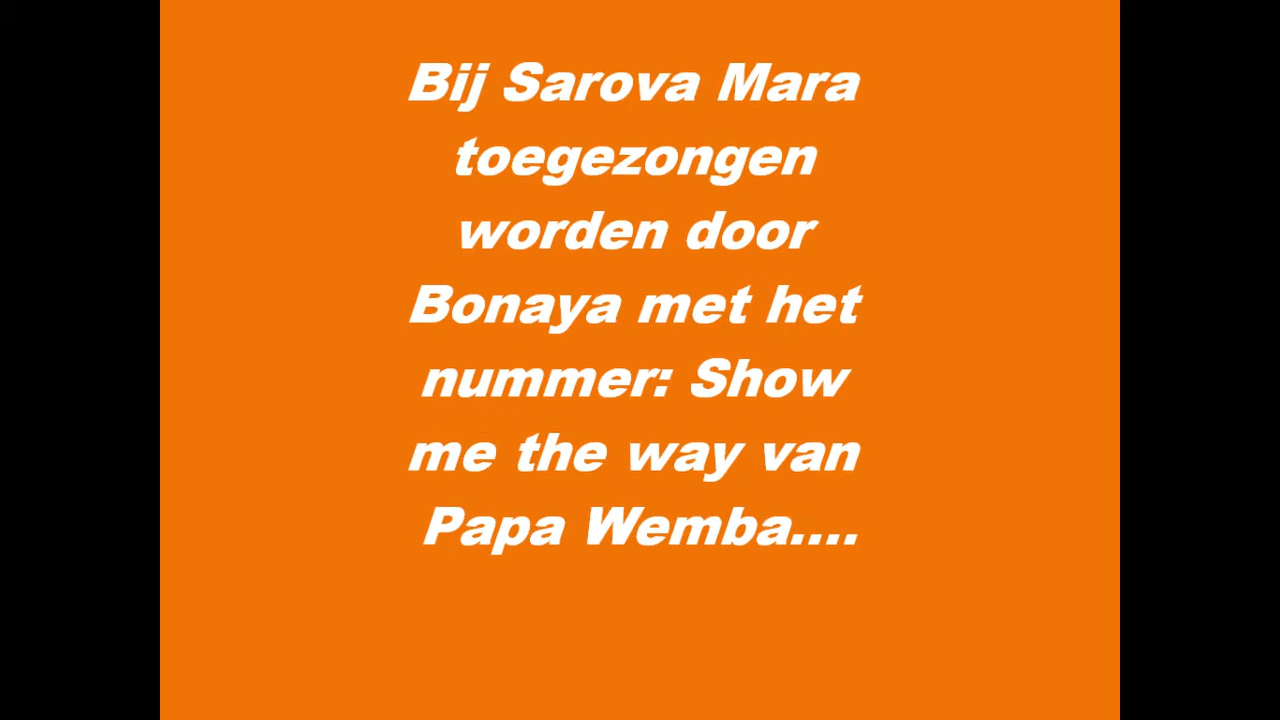 Bij Sarova Mara
toegezongen
worden door
Bonaya met het
nummer: Show
me the way van
Papa Wemba....